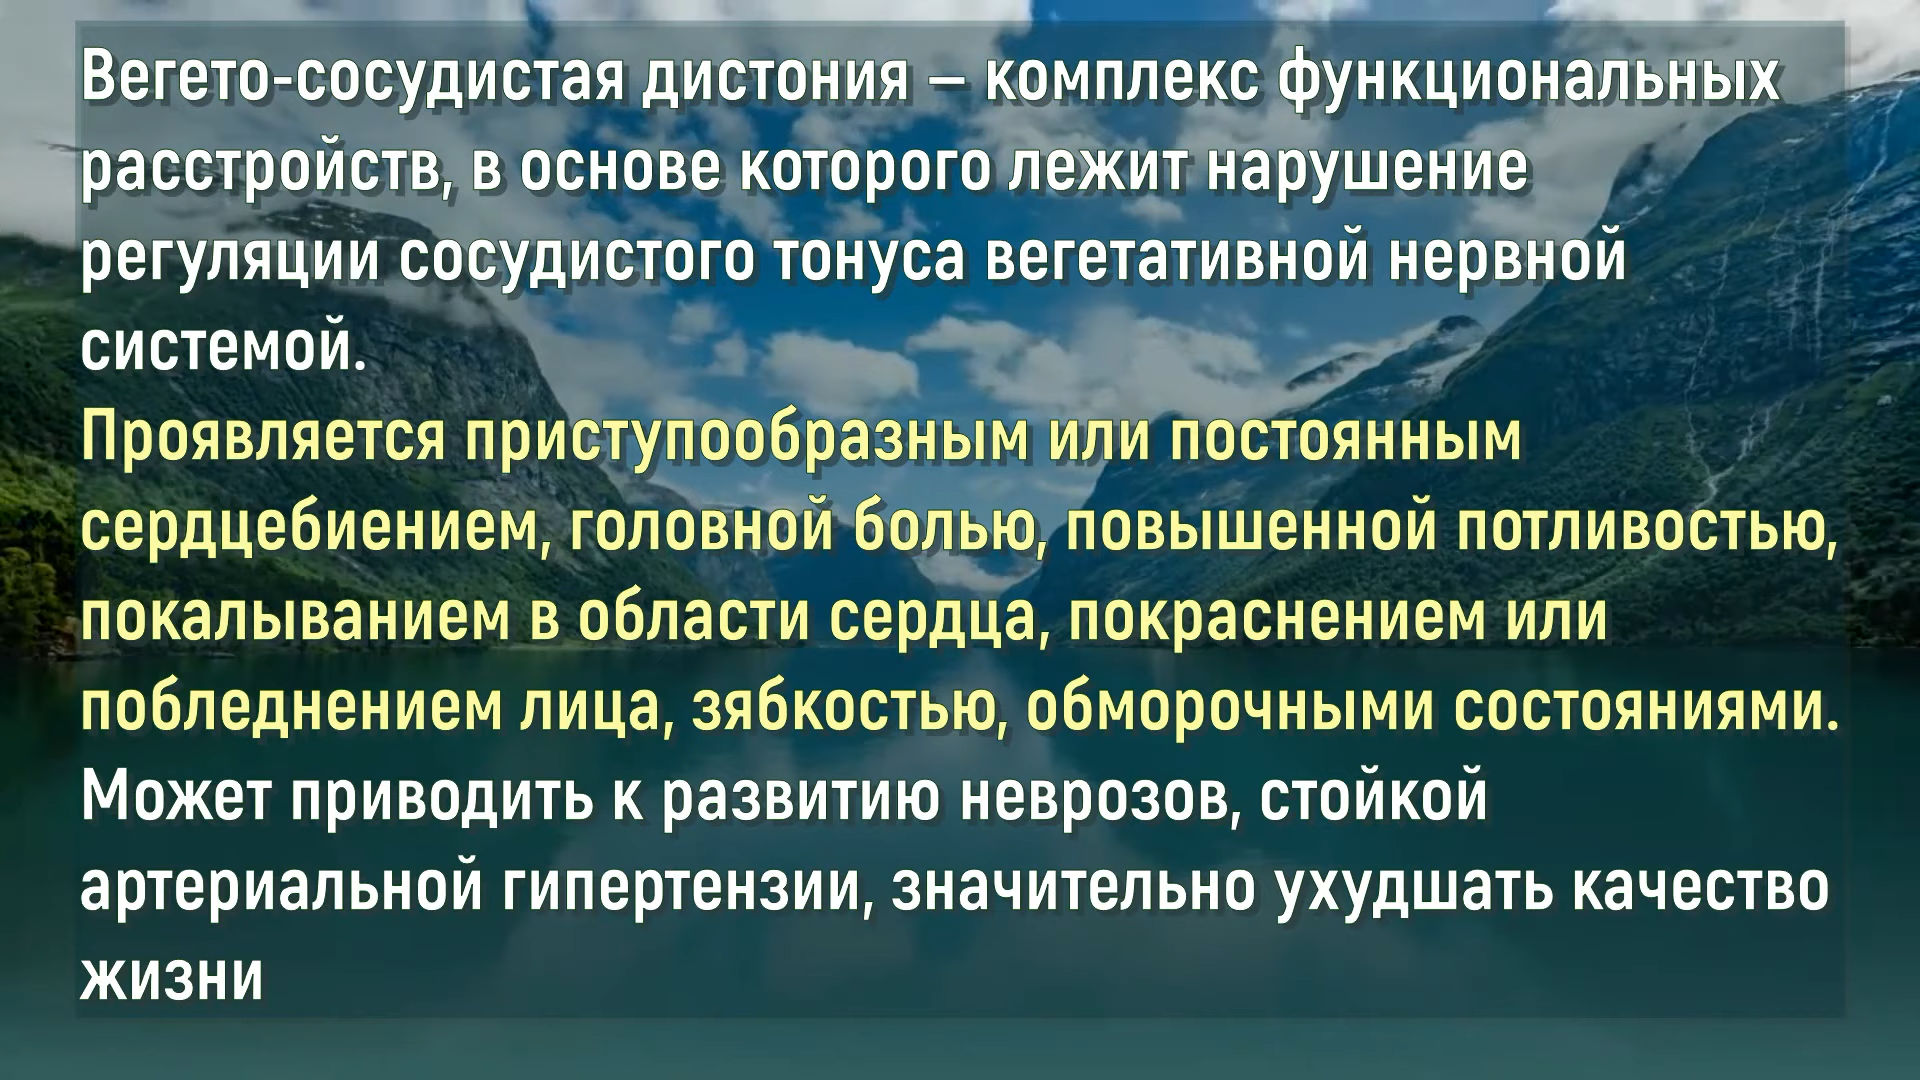 Вегето-сосудистая дистония – комплекс функциональных
расстройств, в основе которого лежит нарушение
регуляции сосудистого тонуса вегетативной нервной
системой.
Проявляется приступообразным или постоянным
сердцебиением, головной болью, повышенной потливостью,
покалыванием в области сердца, покраснением или
побледнением лица, зябкостью, обморочными состояниями.
Может приводить к развитию неврозов, стойкой
артериальной гипертензии, значительно ухудшать качество
жизни